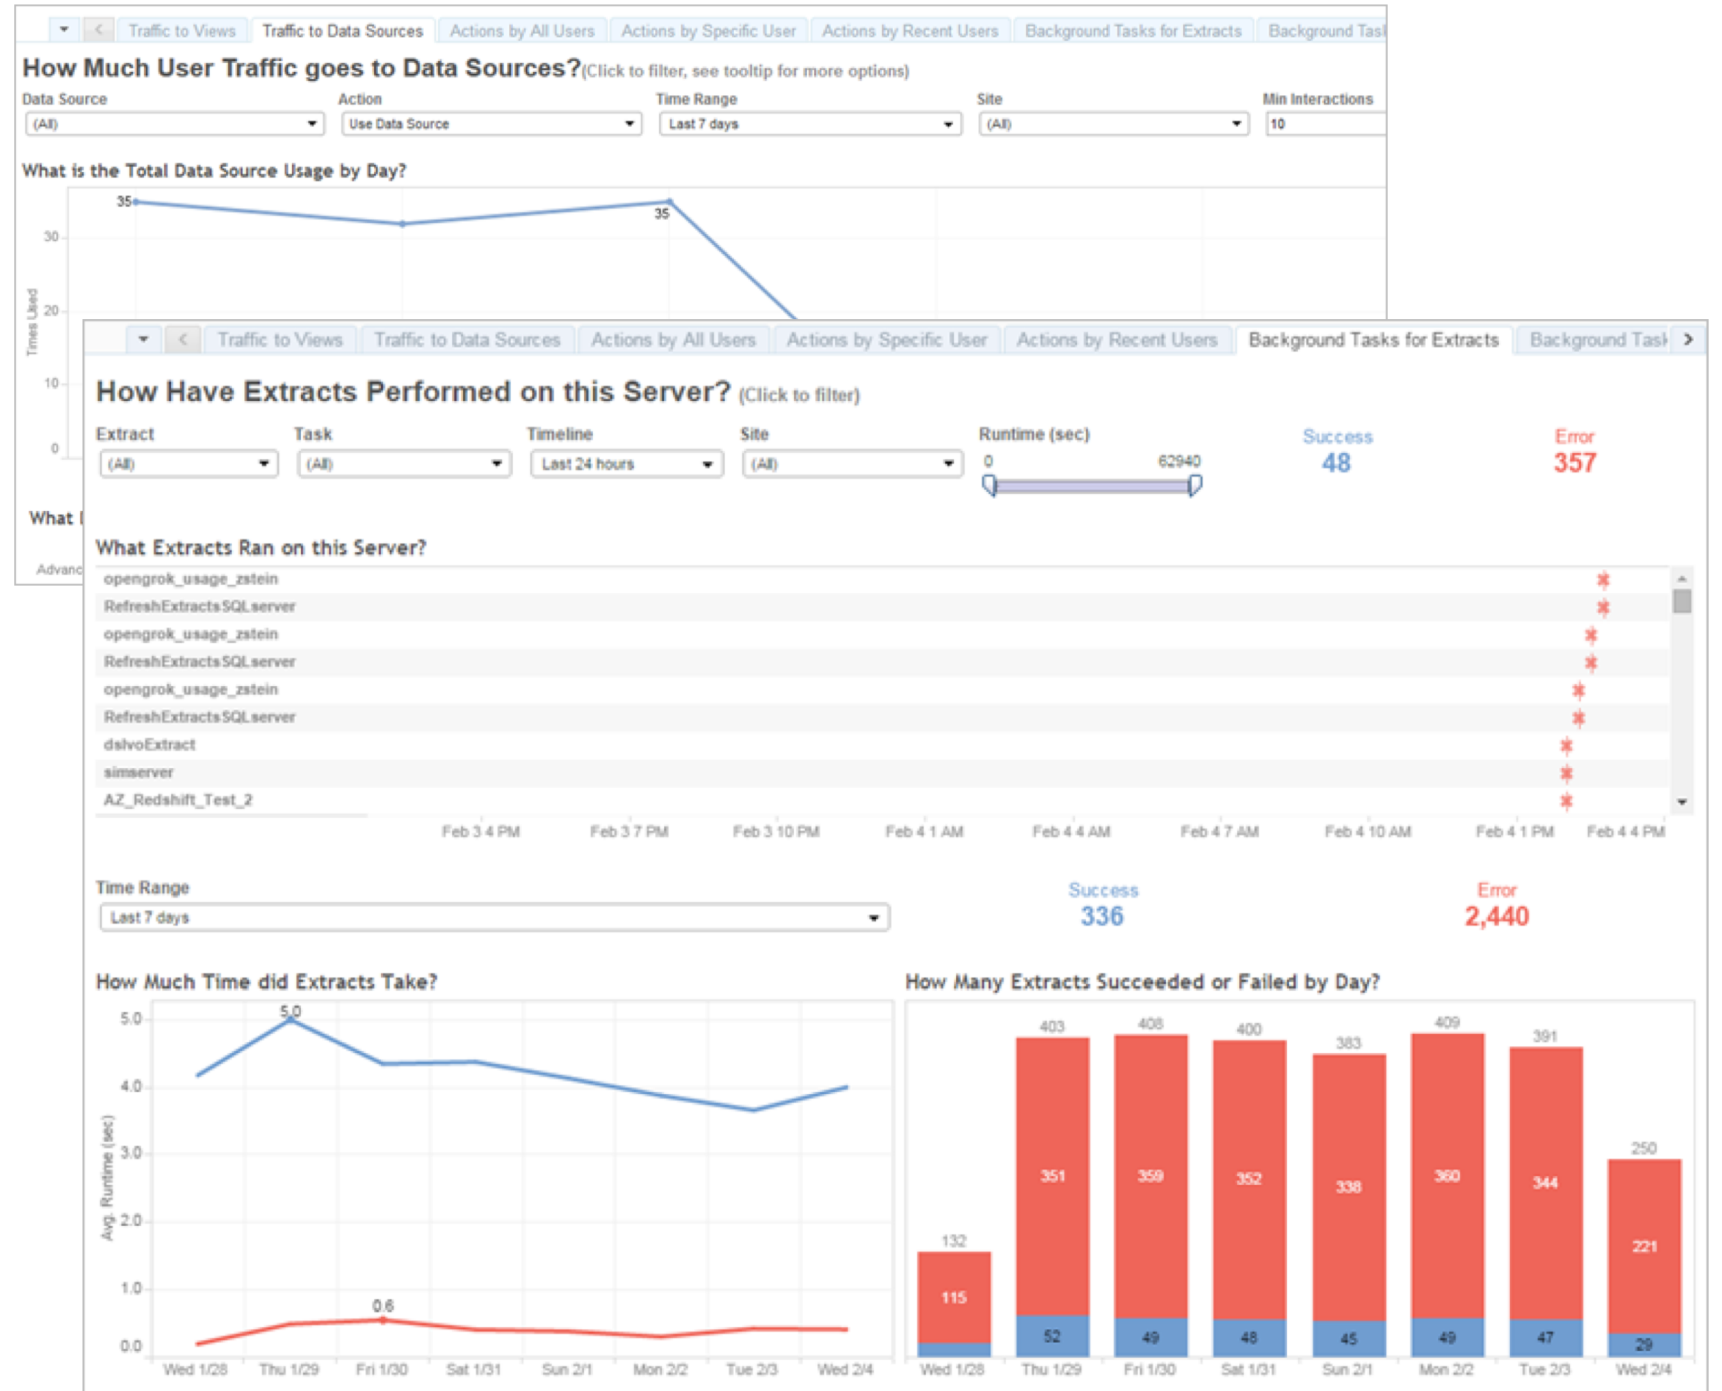 Traffic to Views Traffic to Data Sources Actions by All Users Actions by Specific User Actions by Recent Users Background Tasks for Extracts Background Task
How Much User Traffic goes to Data Sources?(Click to filter, see tooltip for more options)
Data Source Action Time Range Site Min Interactions
(All) Use Data Source Last 7 days (All) 10
What is the Total Data Source Usage by Day?
35
35
30
20
10
0
Times Used
What
Advanc
Traffic to Views Traffic to Data Sources Actions by All Users Actions by Specific User Actions by Recent Users Background Tasks for Extracts Background Task
How Have Extracts Performed on this Server? (Click to filter)
Extract Task Timeline Site Runtime (sec) Success Error
(All) (All) Last 24 hours (All) 0 62940 48 357
What Extracts Ran on this Server?
opengrok_usage_zstein
RefreshExtractsSQLserver
opengrok_usage_zstein
RefreshExtractsSQLserver
opengrok_usage_zstein
RefreshExtractsSQLserver
dslvoExtract
simserver
AZ_Redshift_Test_2
Feb 3 4 PM Feb 3 7 PM Feb 3 10 PM Feb 4 1 AM Feb 4 4 AM Feb 4 7 AM Feb 4 10 AM Feb 4 1 PM Feb 4 4 PM
Time Range Success Error
Last 7 days 336 2,440
How Much Time did Extracts Take?
5.0
5.0
4.0
3.0
2.0
1.0
0.6
0.0
Avg. Runtime (sec)
Wed 1/28 Thu 1/29 Fri 1/30 Sat 1/31 Sun 2/1 Mon 2/2 Tue 2/3 Wed 2/4
How Many Extracts Succeeded or Failed by Day?
132 403 408 400 383 409 391 250
115 351 359 352 338 360 344 221
52 49 48 45 49 47 29
Wed 1/28 Thu 1/29 Fri 1/30 Sat 1/31 Sun 2/1 Mon 2/2 Tue 2/3 Wed 2/4